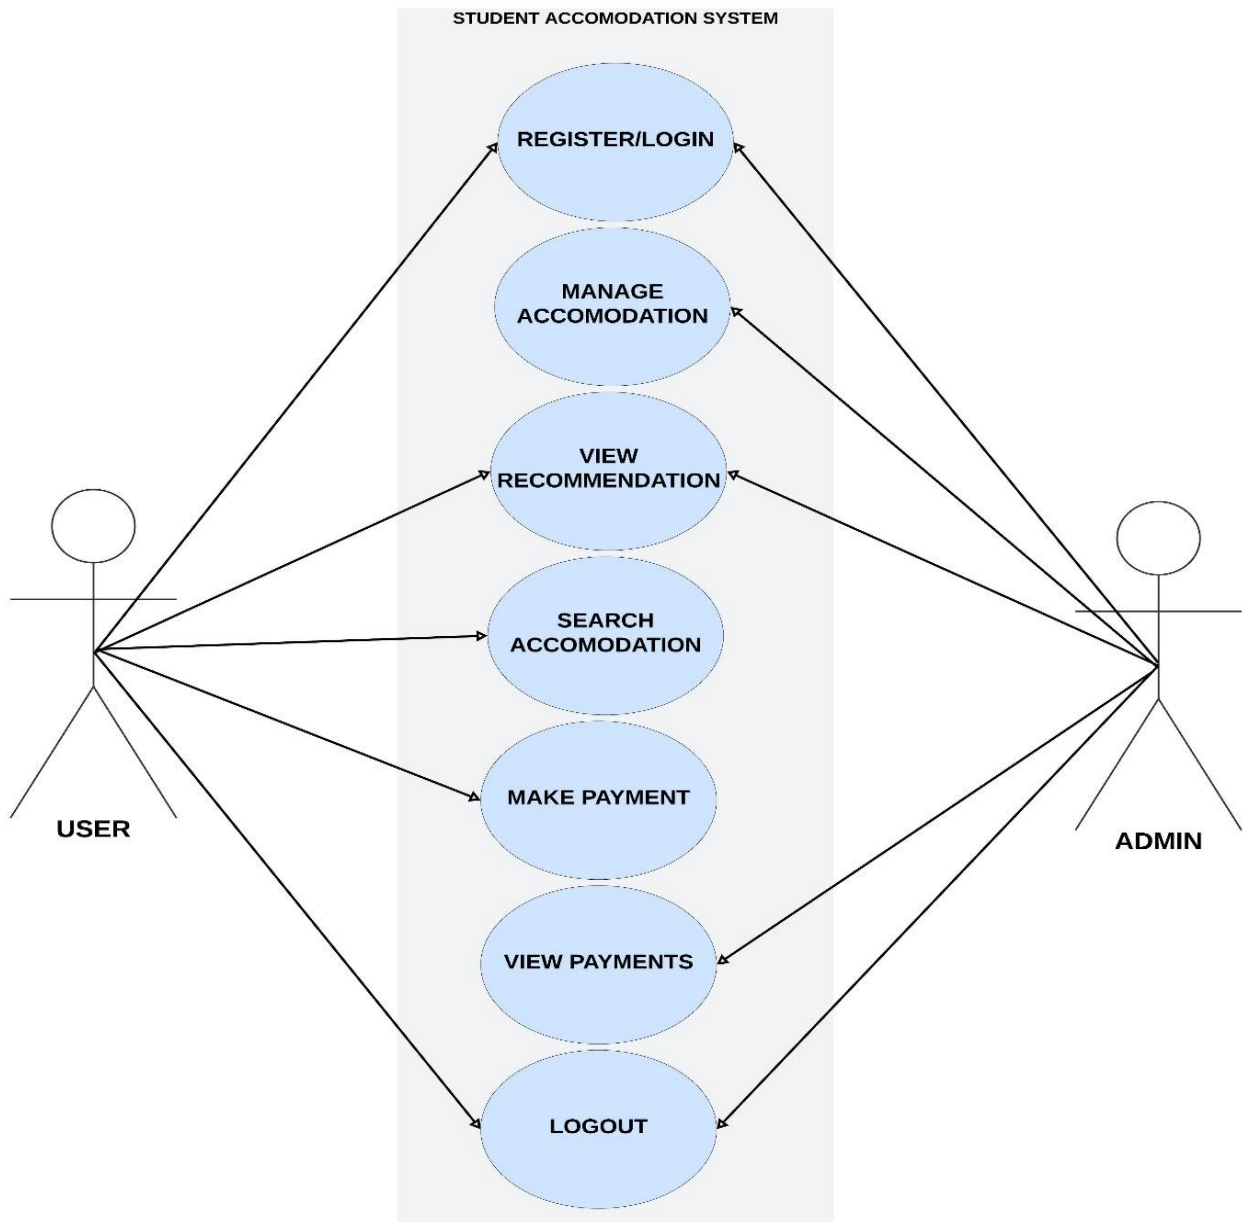 STUDENT ACCOMODATION SYSTEM
REGISTER/LOGIN
MANAGE
ACCOMODATION
VIEW
RECOMMENDATION
SEARCH
ACCOMODATION
MAKE PAYMENT
USER
ADMIN
VIEW PAYMENTS
LOGOUT